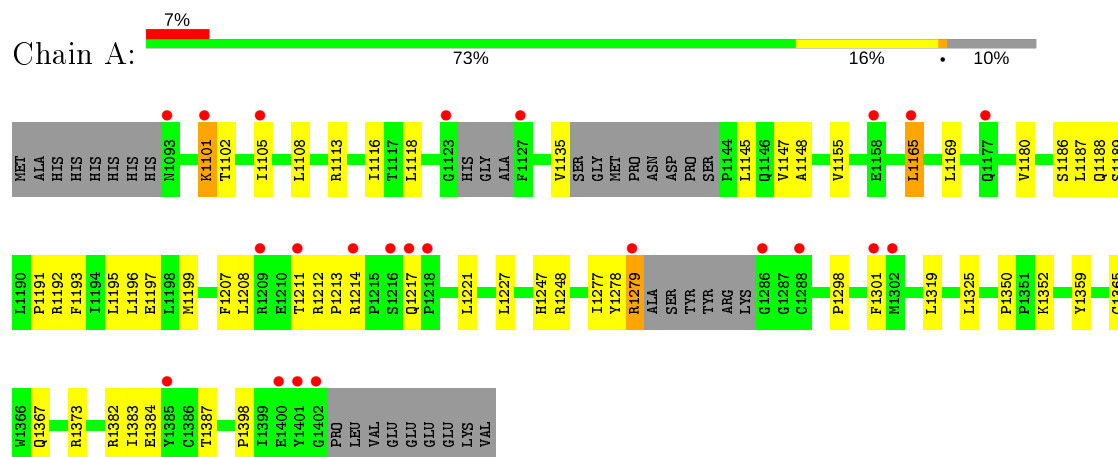 7%
Chain A:
73% 16% • 10%
MET ALA HIS HIS HIS HIS HIS HIS N1093 K1101 T1102 I1105 L1108 R1113 I1116 T1117 L1118 G1123 HIS GLY ALA F1127 V1135 SER GLY MET PRO ASN ASP PRO SER P1144 L1145 Q1146 V1147 A1148 V1155 E1158 L1165 L1169 Q1177 V1180 S1186 L1187 Q1188 S1189
L1190 P1191 R1192 F1193 I1194 L1195 L1196 E1197 L1198 M1199 F1207 L1208 R1209 E1210 T1211 R1212 P1213 R1214 P1215 S1216 Q1217 P1218 L1221 L1227 H1247 R1248 I1277 Y1278 R1279 ALA SER TYR TYR ARG LYS G1286 G1287 C1288 P1298 F1301 M1302 L1319 L1325 P1350 P1351 K1352 Y1359 C1365
W1366 Q1367 R1373 R1382 I1383 E1384 Y1385 C1386 T1387 P1398 I1399 E1400 Y1401 G1402 PRO LEU VAL GLU GLU GLU GLU LYS VAL